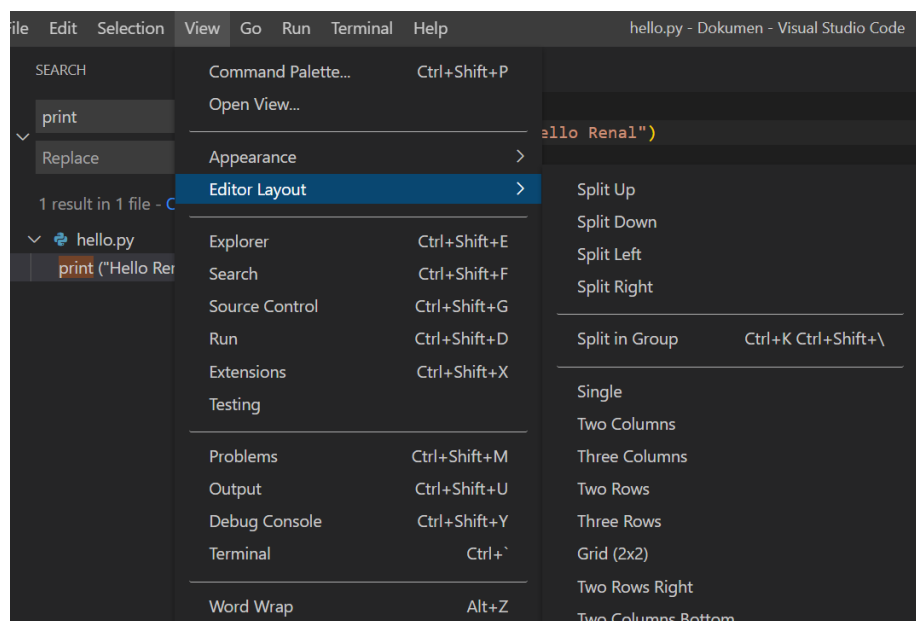 ile Edit Selection View Go Run Terminal Help hello.py - Dokumen - Visual Studio Code
SEARCH
print
Replace
1 result in 1 file - C
hello.py
print ("Hello Rer
Command Palette... Ctrl+Shift+P
Open View...
Appearance
Editor Layout
Explorer Ctrl+Shift+E
Search Ctrl+Shift+F
Source Control Ctrl+Shift+G
Run Ctrl+Shift+D
Extensions Ctrl+Shift+X
Testing
Problems Ctrl+Shift+M
Output Ctrl+Shift+U
Debug Console Ctrl+Shift+Y
Terminal Ctrl+`
Word Wrap Alt+Z
ello Renal")
Split Up
Split Down
Split Left
Split Right
Split in Group Ctrl+K Ctrl+Shift+\
Single
Two Columns
Three Columns
Two Rows
Three Rows
Grid (2x2)
Two Rows Right
Two Columns Bottom